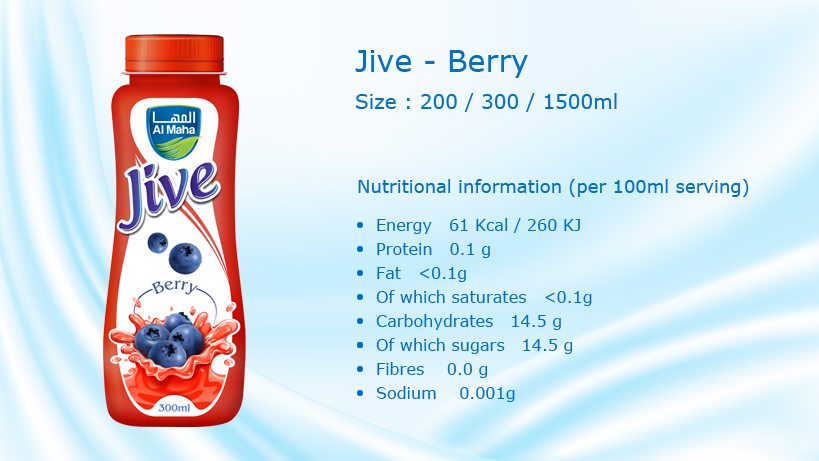 المها
Al Maha
Jive
Berry
300ml
Jive - Berry
Size : 200 / 300 / 1500ml
Nutritional information (per 100ml serving)
• Energy 61 Kcal / 260 KJ
• Protein 0.1 g
• Fat <0.1g
• Of which saturates <0.1g
• Carbohydrates 14.5 g
• Of which sugars 14.5 g
• Fibres 0.0 g
• Sodium 0.001g